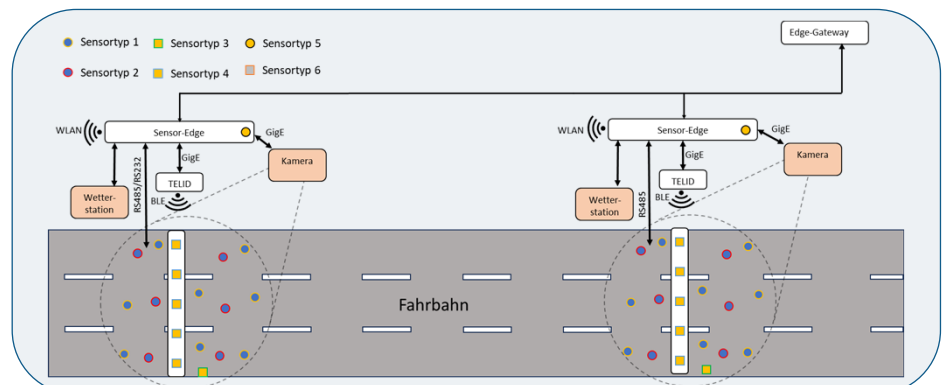 Edge-Gateway
Sensortyp 1
Sensortyp 3
Sensortyp 5
Sensortyp 2
Sensortyp 4
Sensortyp 6
WLAN
Sensor-Edge
GigE
Kamera
GigE
RS485/RS232
TELID
BLE
Wetter-
station
WLAN
Sensor-Edge
GigE
Kamera
GigE
RS485
TELID
BLE
Wetter-
station
Fahrbahn